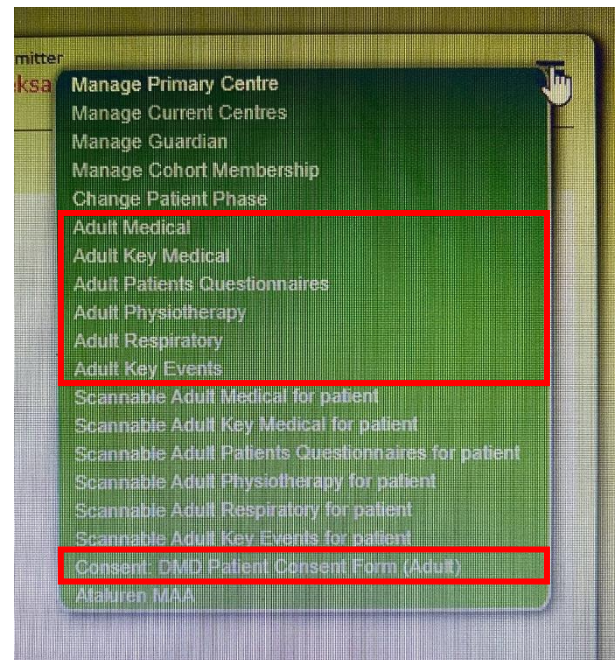 mitter
eksa
Manage Primary Centre
Manage Current Centres
Manage Guardian
Manage Cohort Membership
Change Patient Phase
Adult Medical
Adult Key Medical
Adult Patients Questionnaires
Adult Physiotherapy
Adult Respiratory
Adult Key Events
Scannable Adult Medical for patient
Scannable Adult Key Medical for patient
Scannable Adult Patients Questionnaires for patient
Scannable Adult Physiotherapy for patient
Scannable Adult Respiratory for patient
Scannable Adult Key Events for patient
Consent: DMD Patient Consent Form (Adult)
Ataluren MAA